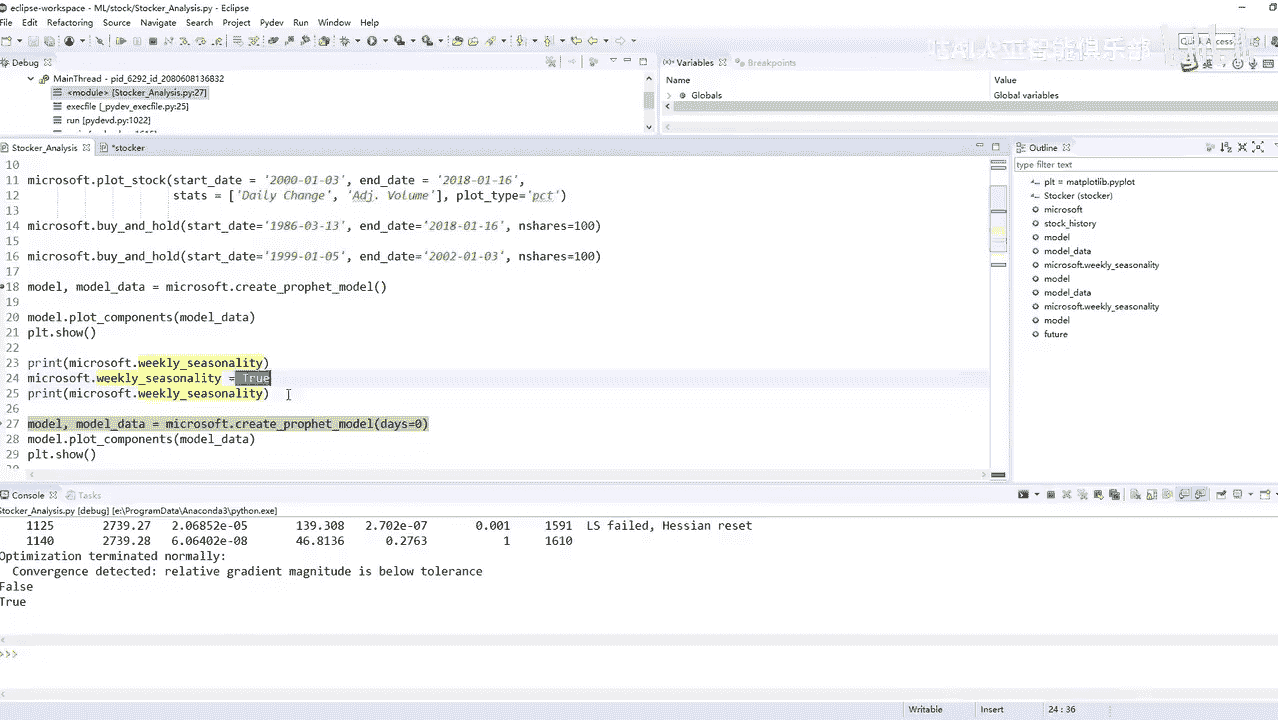 eclipse-workspace - ML/stock/Stocker_Analysis.py - Eclipse
File Edit Refactoring Source Navigate Search Project Pydev Run Window Help
Debug
MainThread - pid_6292_id_2080608136832
<module> [Stocker_Analysis.py:27]
execfile [_pydev_execfile.py:25]
run [pydevd.py:1022]
Variables Breakpoints
Name Value
Globals Global variables
Stocker_Analysis *stocker
10
11 microsoft.plot_stock(start_date = '2000-01-03', end_date = '2018-01-16',
12 stats = ['Daily Change', 'Adj. Volume'], plot_type='pct')
13
14 microsoft.buy_and_hold(start_date='1986-03-13', end_date='2018-01-16', nshares=100)
15
16 microsoft.buy_and_hold(start_date='1999-01-05', end_date='2002-01-03', nshares=100)
17
18 model, model_data = microsoft.create_prophet_model()
19
20 model.plot_components(model_data)
21 plt.show()
22
23 print(microsoft.weekly_seasonality)
24 microsoft.weekly_seasonality = True
25 print(microsoft.weekly_seasonality)
26
27 model, model_data = microsoft.create_prophet_model(days=0)
28 model.plot_components(model_data)
29 plt.show()
Outline
type filter text
plt = matplotlib.pyplot
Stocker (stocker)
microsoft
stock_history
model
model_data
microsoft.weekly_seasonality
model
model_data
microsoft.weekly_seasonality
model
future
Console Tasks
Stocker_Analysis.py [debug] [e:\ProgramData\Anaconda3\python.exe]
1125 2739.27 2.06852e-05 139.308 2.702e-07 0.001 1591 LS failed, Hessian reset
1140 2739.28 6.06402e-08 46.8136 0.2763 1 1610
Optimization terminated normally:
Convergence detected: relative gradient magnitude is below tolerance
False
True
>>>
Writable Insert 24 : 36